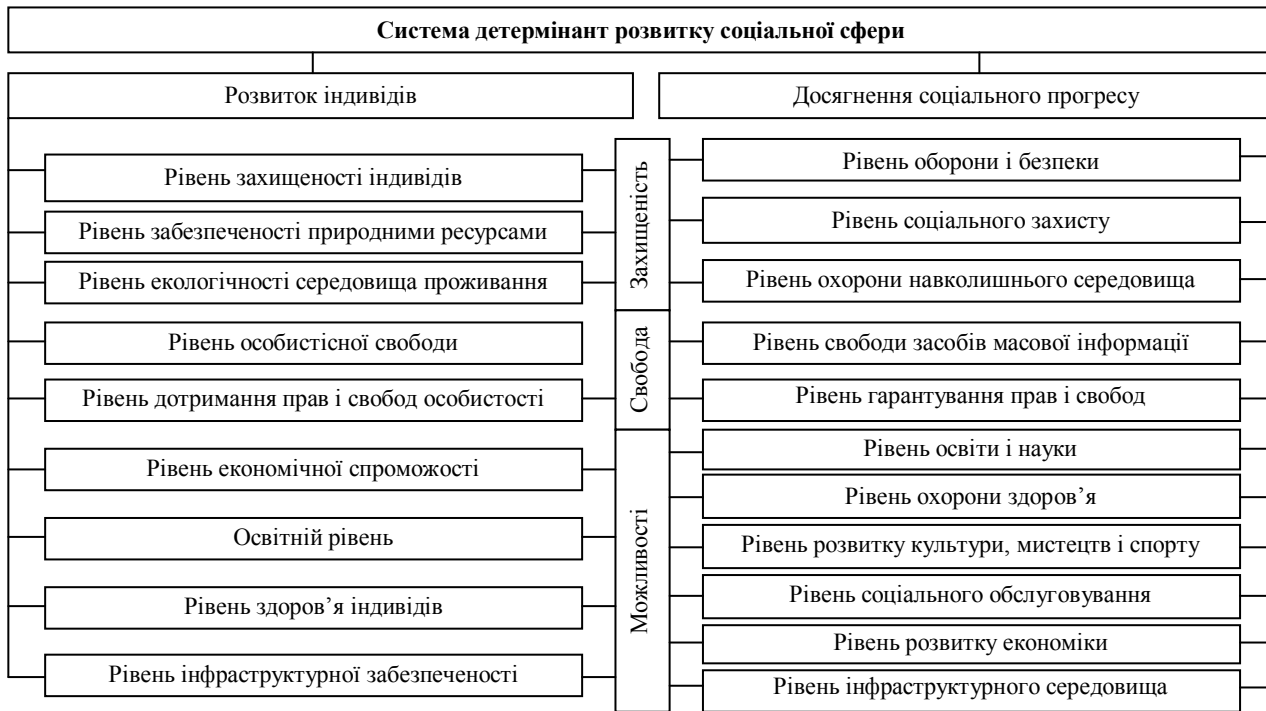 Система детермінант розвитку соціальної сфери
Розвиток індивідів
Досягнення соціального прогресу
Рівень захищеності індивідів
Рівень забезпеченості природними ресурсами
Рівень екологічності середовища проживання
Рівень особистісної свободи
Рівень дотримання прав і свобод особистості
Рівень економічної спроможості
Освітній рівень
Рівень здоров’я індивідів
Рівень інфраструктурної забезпеченості
Захищеність
Свобода
Можливості
Рівень оборони і безпеки
Рівень соціального захисту
Рівень охорони навколишнього середовища
Рівень свободи засобів масової інформації
Рівень гарантування прав і свобод
Рівень освіти і науки
Рівень охорони здоров’я
Рівень розвитку культури, мистецтв і спорту
Рівень соціального обслуговування
Рівень розвитку економіки
Рівень інфраструктурного середовища